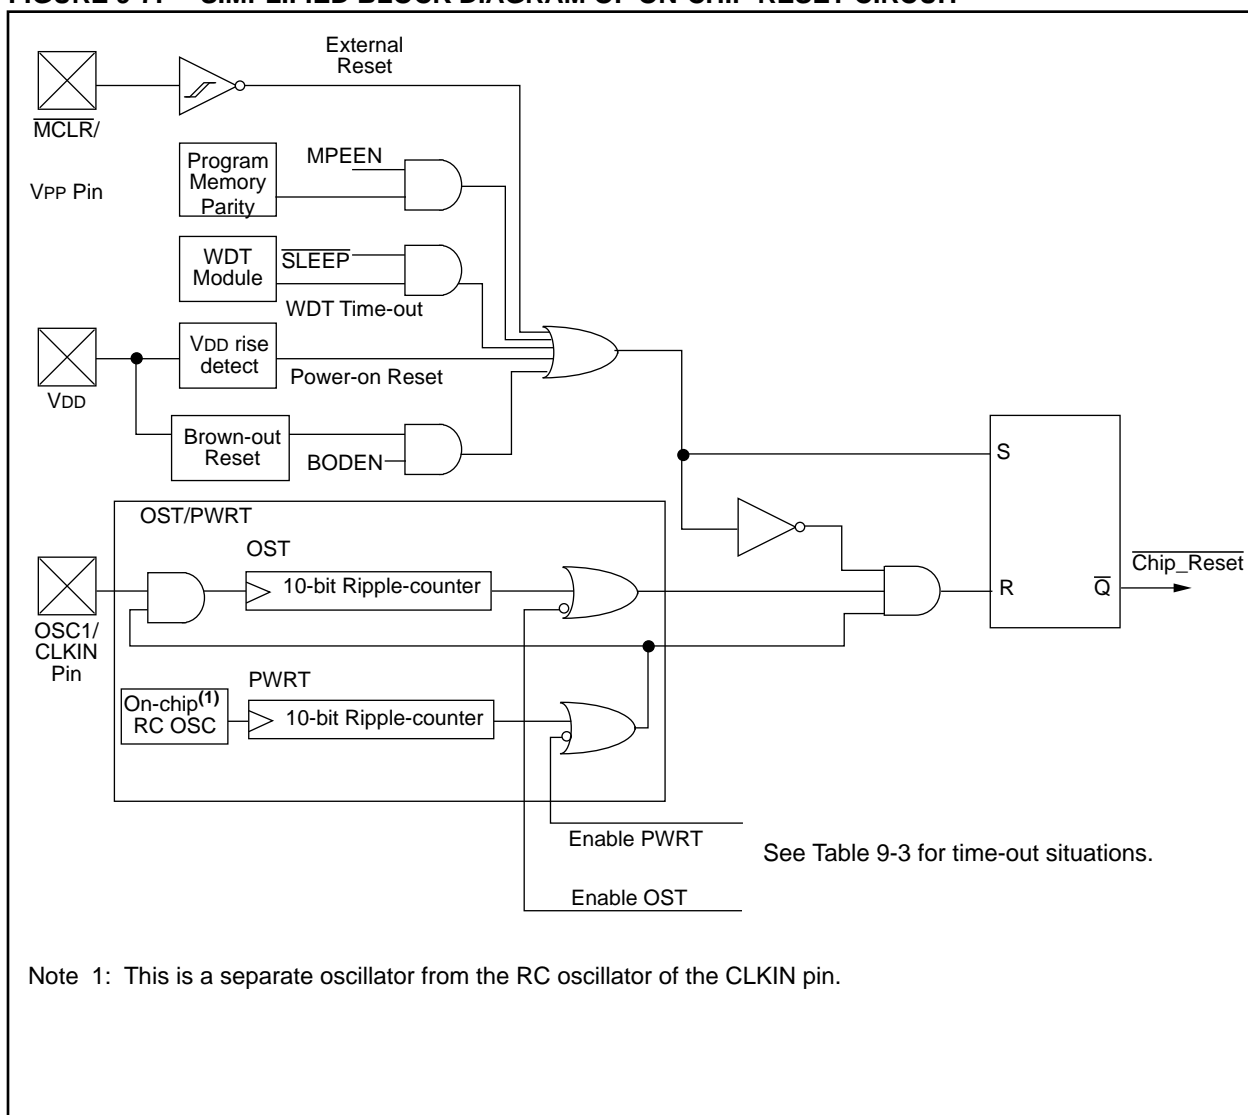 External
Reset
MCLR/
VPP Pin
Program
Memory
Parity
MPEEN
WDT
Module
SLEEP
WDT Time-out
VDD rise
detect
Power-on Reset
VDD
Brown-out
Reset
BODEN
OST/PWRT
OST
10-bit Ripple-counter
OSC1/
CLKIN
Pin
PWRT
On-chip(1)
RC OSC
10-bit Ripple-counter
S
R
Q
Chip_Reset
Enable PWRT
See Table 9-3 for time-out situations.
Enable OST
Note 1: This is a separate oscillator from the RC oscillator of the CLKIN pin.